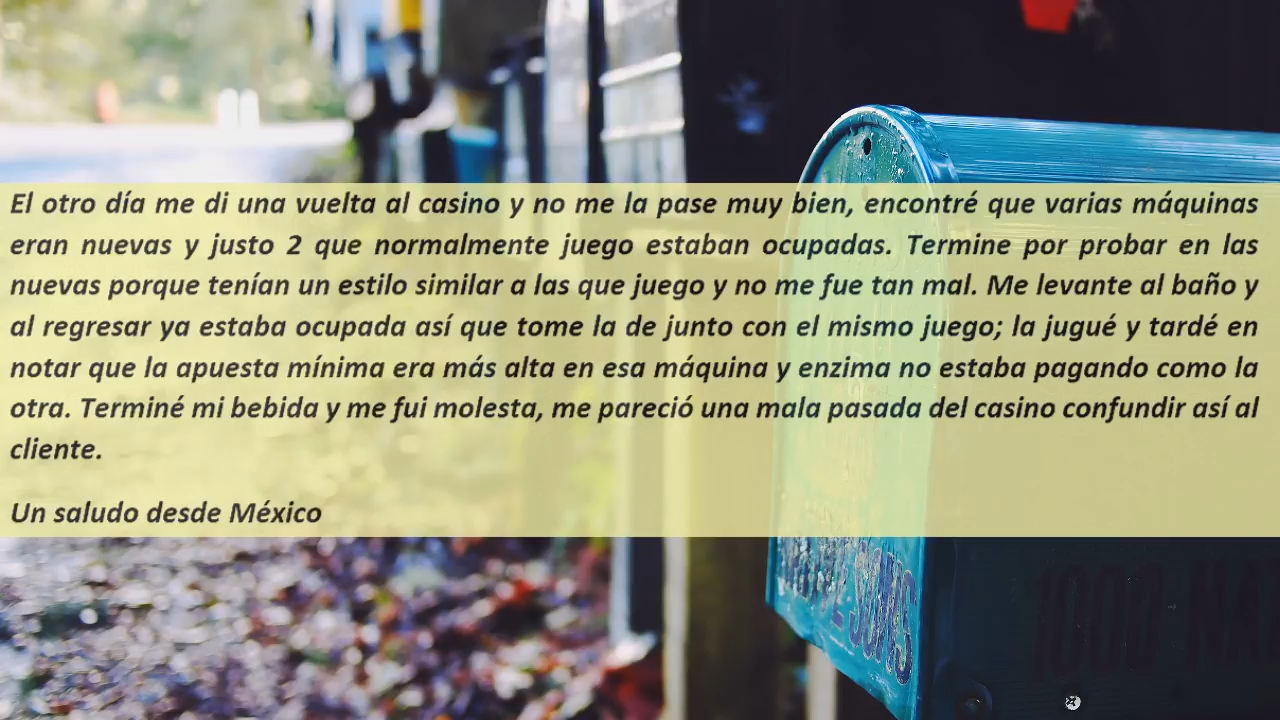 El otro día me di una vuelta al casino y no me la pase muy bien, encontré que varias máquinas
eran nuevas y justo 2 que normalmente juego estaban ocupadas. Termine por probar en las
nuevas porque tenían un estilo similar a las que juego y no me fue tan mal. Me levante al baño y
al regresar ya estaba ocupada así que tome la de junto con el mismo juego; la jugué y tardé en
notar que la apuesta mínima era más alta en esa máquina y enzima no estaba pagando como la
otra. Terminé mi bebida y me fui molesta, me pareció una mala pasada del casino confundir así al
cliente.
Un saludo desde México